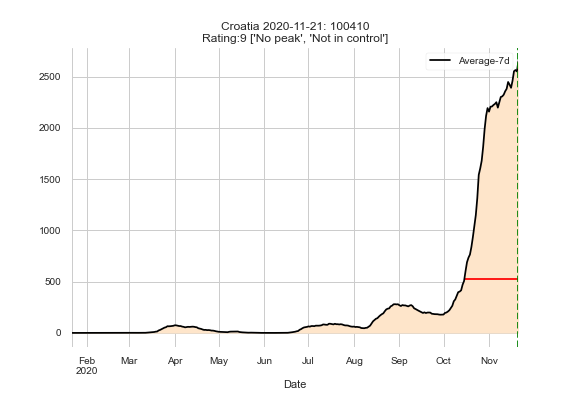 Croatia 2020-11-21: 100410
Rating:9 ['No peak', 'Not in control']
Average-7d
2500
2000
1500
1000
500
0
Feb Mar Apr May Jun Jul Aug Sep Oct Nov
2020
Date